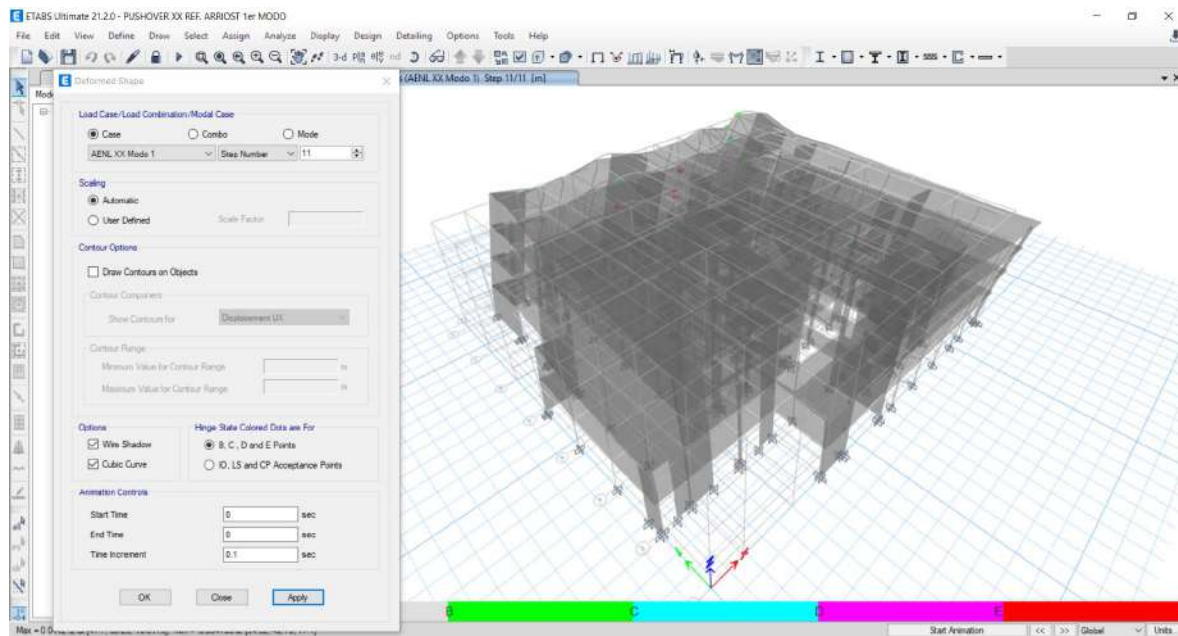 ETABS Ultimate 21.2.0 - PUSHOVER XX REF. ARRIOST 1er MODO
File Edit View Define Draw Select Assign Analyze Display Design Detailing Options Tools Help
3-d
Deformed Shape
(AENL XX Modo 1) Step 11/11 [m]
Load Case/Load Combination/Modal Case
Case Combo Mode
AENL XX Modo 1 Step Number 11
Scaling
Automatic
User Defined Scale Factor
Contour Options
Draw Contours on Objects
Contour Component
Show Contours for Displacement UX
Contour Range
Minimum Value for Contour Range m
Maximum Value for Contour Range m
Options Hinge State Colored Dots are For
Wire Shadow B, C, D and E Points
Cubic Curve IO, LS and CP Acceptance Points
Animation Controls
Start Time 0 sec
End Time 0 sec
Time Increment 0.1 sec
OK Close Apply
B C D E
Start Animation << >> Global Units